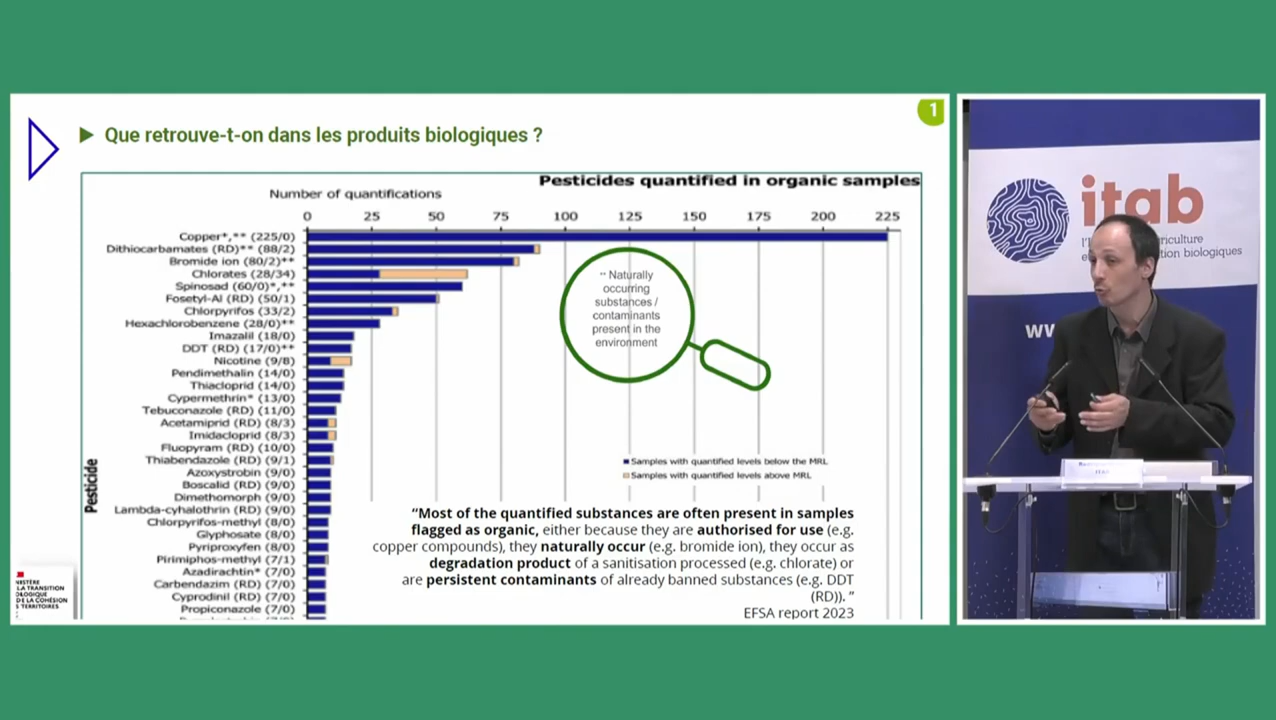 1
Que retrouve-t-on dans les produits biologiques ?
Pesticides quantified in organic samples
Number of quantifications
0 25 50 75 100 125 150 175 200 225
Copper*,** (225/0)
Dithiocarbamates (RD)** (88/2)
Bromide ion (80/2)**
Chlorates (28/34)
Spinosad (60/0)*,**
Fosetyl-Al (RD) (50/1)
Chlorpyrifos (33/2)
Hexachlorobenzene (28/0)**
Imazalil (18/0)
DDT (RD) (17/0)**
Nicotine (9/8)
Pendimethalin (14/0)
Thiacloprid (14/0)
Cypermethrin* (13/0)
Tebuconazole (RD) (11/0)
Acetamiprid (RD) (8/3)
Imidacloprid (8/3)
Fluopyram (RD) (10/0)
Thiabendazole (RD) (9/1)
Azoxystrobin (9/0)
Boscalid (RD) (9/0)
Dimethomorph (9/0)
Lambda-cyhalothrin (RD) (9/0)
Chlorpyrifos-methyl (8/0)
Glyphosate (8/0)
Pyriproxyfen (8/0)
Pirimiphos-methyl (7/1)
Azadirachtin* (7/0)
Carbendazim (RD) (7/0)
Cyprodinil (RD) (7/0)
Propiconazole (7/0)
Pesticide
** Naturally
occurring
substances /
contaminants
present in the
environment
Samples with quantified levels below the MRL
Samples with quantified levels above MRL
“Most of the quantified substances are often present in samples
flagged as organic, either because they are authorised for use (e.g.
copper compounds), they naturally occur (e.g. bromide ion), they occur as
degradation product of a sanitisation processed (e.g. chlorate) or
are persistent contaminants of already banned substances (e.g. DDT
(RD)). ”
EFSA report 2023
NISTÈRE
LA TRANSITION
OLOGIQUE
DE LA COHÉSION
S TERRITOIRES
itab
riculture
tion biologiques